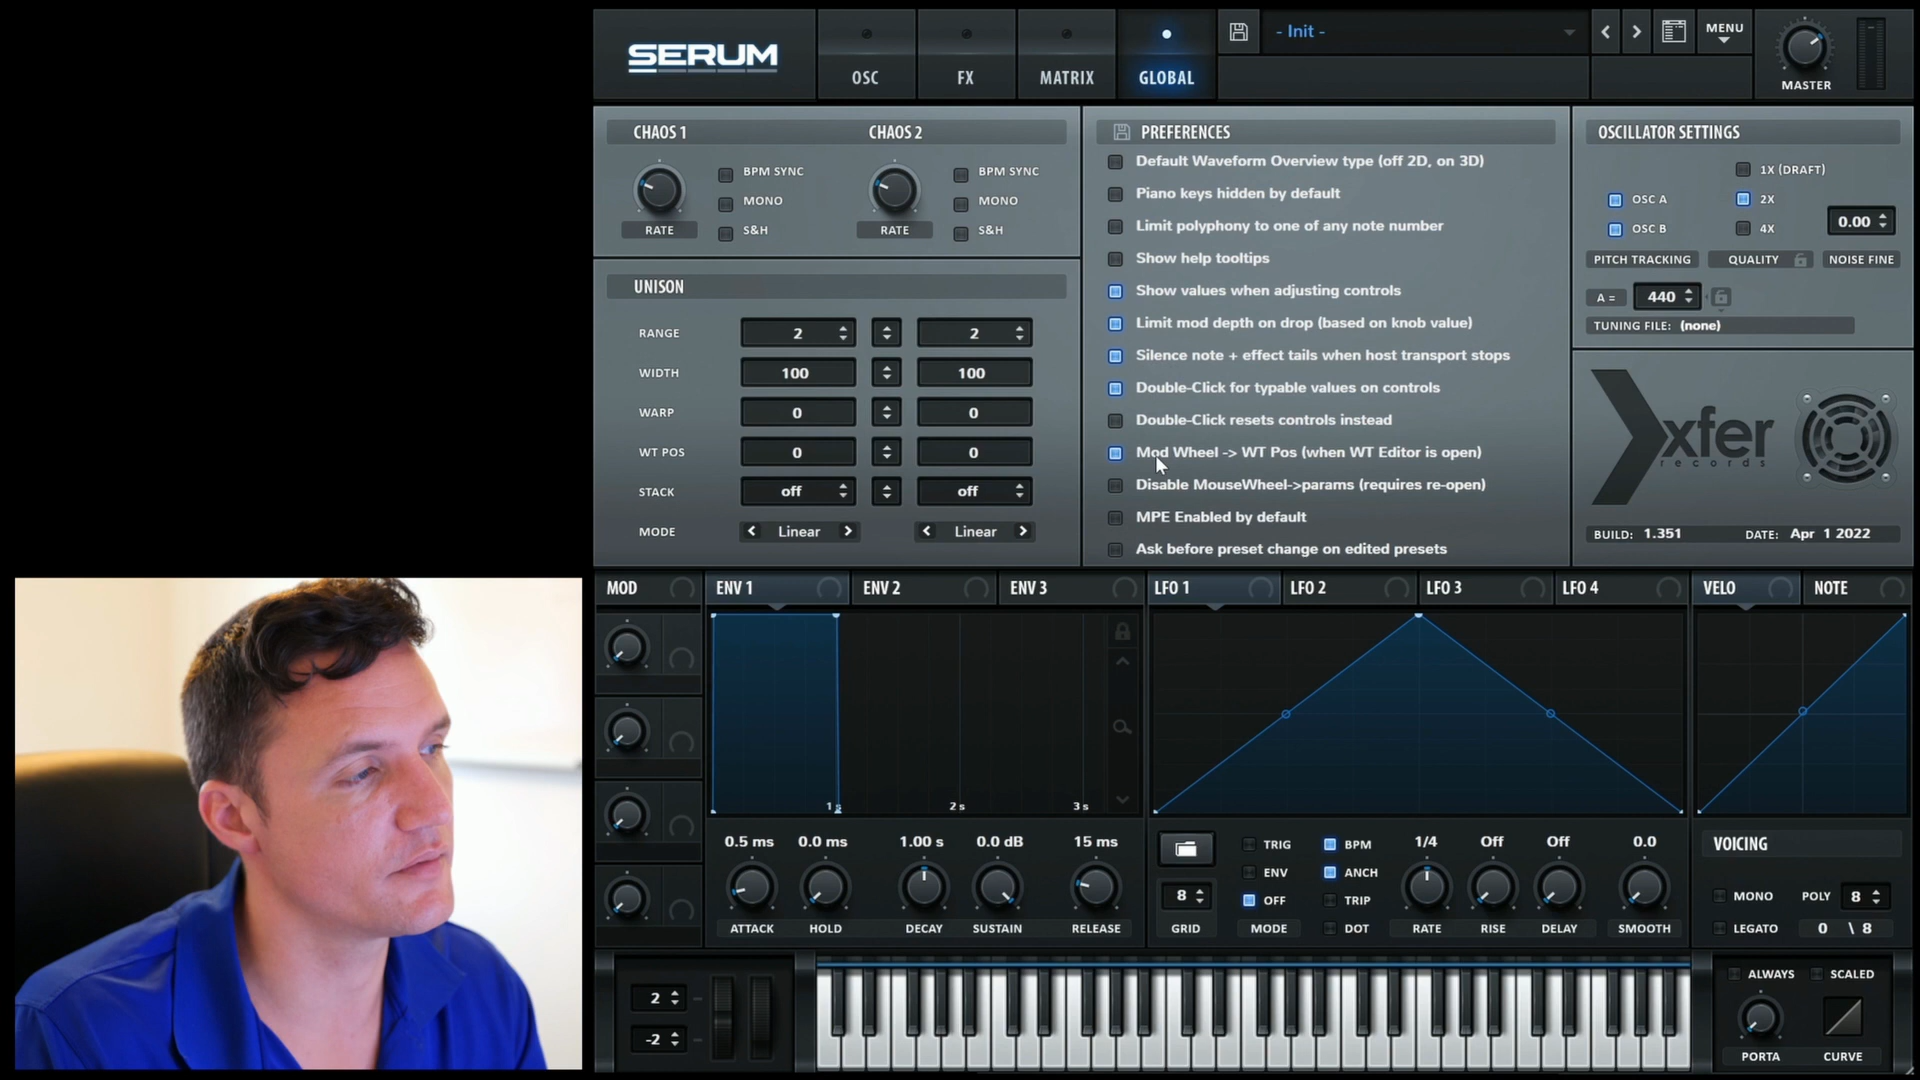 SERUM
OSC
FX
MATRIX
GLOBAL
- Init -
MENU
MASTER
CHAOS 1
CHAOS 2
BPM SYNC
MONO
S&H
RATE
BPM SYNC
MONO
S&H
RATE
UNISON
RANGE 2 2
WIDTH 100 100
WARP 0 0
WT POS 0 0
STACK off off
MODE < Linear > < Linear >
PREFERENCES
Default Waveform Overview type (off 2D, on 3D)
Piano keys hidden by default
Limit polyphony to one of any note number
Show help tooltips
Show values when adjusting controls
Limit mod depth on drop (based on knob value)
Silence note + effect tails when host transport stops
Double-Click for typable values on controls
Double-Click resets controls instead
Mod Wheel -> WT Pos (when WT Editor is open)
Disable MouseWheel->params (requires re-open)
MPE Enabled by default
Ask before preset change on edited presets
OSCILLATOR SETTINGS
1X (DRAFT)
OSC A 2X
0.00
OSC B 4X
PITCH TRACKING QUALITY NOISE FINE
A = 440
TUNING FILE: (none)
xfer
records
BUILD: 1.351 DATE: Apr 1 2022
MOD
ENV 1
ENV 2
ENV 3
LFO 1
LFO 2
LFO 3
LFO 4
VELO
NOTE
1 s
2 s
3 s
0.5 ms 0.0 ms 1.00 s 0.0 dB 15 ms
ATTACK HOLD DECAY SUSTAIN RELEASE
8
GRID
TRIG BPM
ENV ANCH
OFF TRIP
MODE DOT
1/4 Off Off 0.0
RATE RISE DELAY SMOOTH
VOICING
MONO POLY 8
LEGATO 0 \ 8
2
-2
ALWAYS SCALED
PORTA CURVE